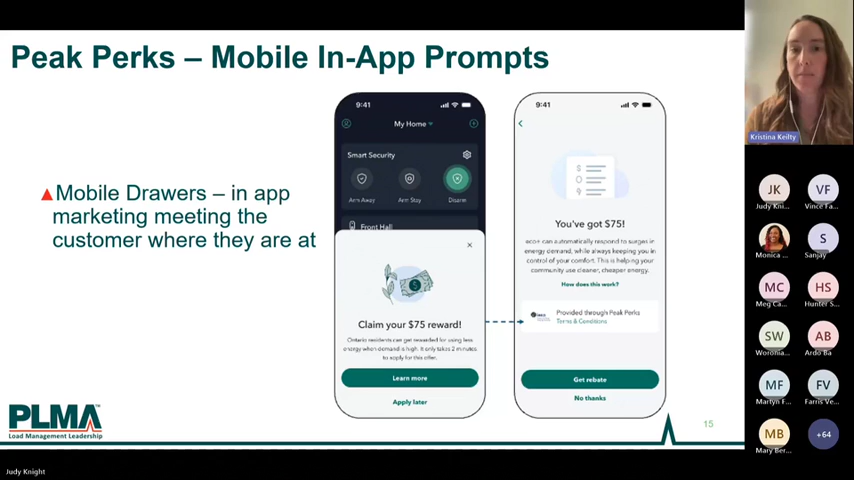 Peak Perks – Mobile In-App Prompts
▲Mobile Drawers – in app
marketing meeting the
customer where they are at
9:41
My Home
Smart Security
Arm Away
Arm Stay
Disarm
Front Hall
Claim your $75 reward!
Ontario residents can get rewarded for using less
energy when demand is high. It only takes 2 minutes
to apply for this offer.
Learn more
Apply later
9:41
You've got $75!
eco+ can automatically respond to surges in
energy demand, while always keeping you in
control of your comfort. This is helping your
community use cleaner, cheaper energy.
How does this work?
Provided through Peak Perks
Terms & Conditions
Get rebate
No thanks
PLMA™
Load Management Leadership
15
Judy Knight
Kristina Keilty
JK
Judy Kni...
VF
Vince Fa...
Monica ...
S
Sanjay
MC
Meg Ca...
HS
Hunter S...
SW
Woronia...
AB
Ardo Ba
MF
Martyn F...
FV
Farris Ve...
MB
Mary Ber...
+64